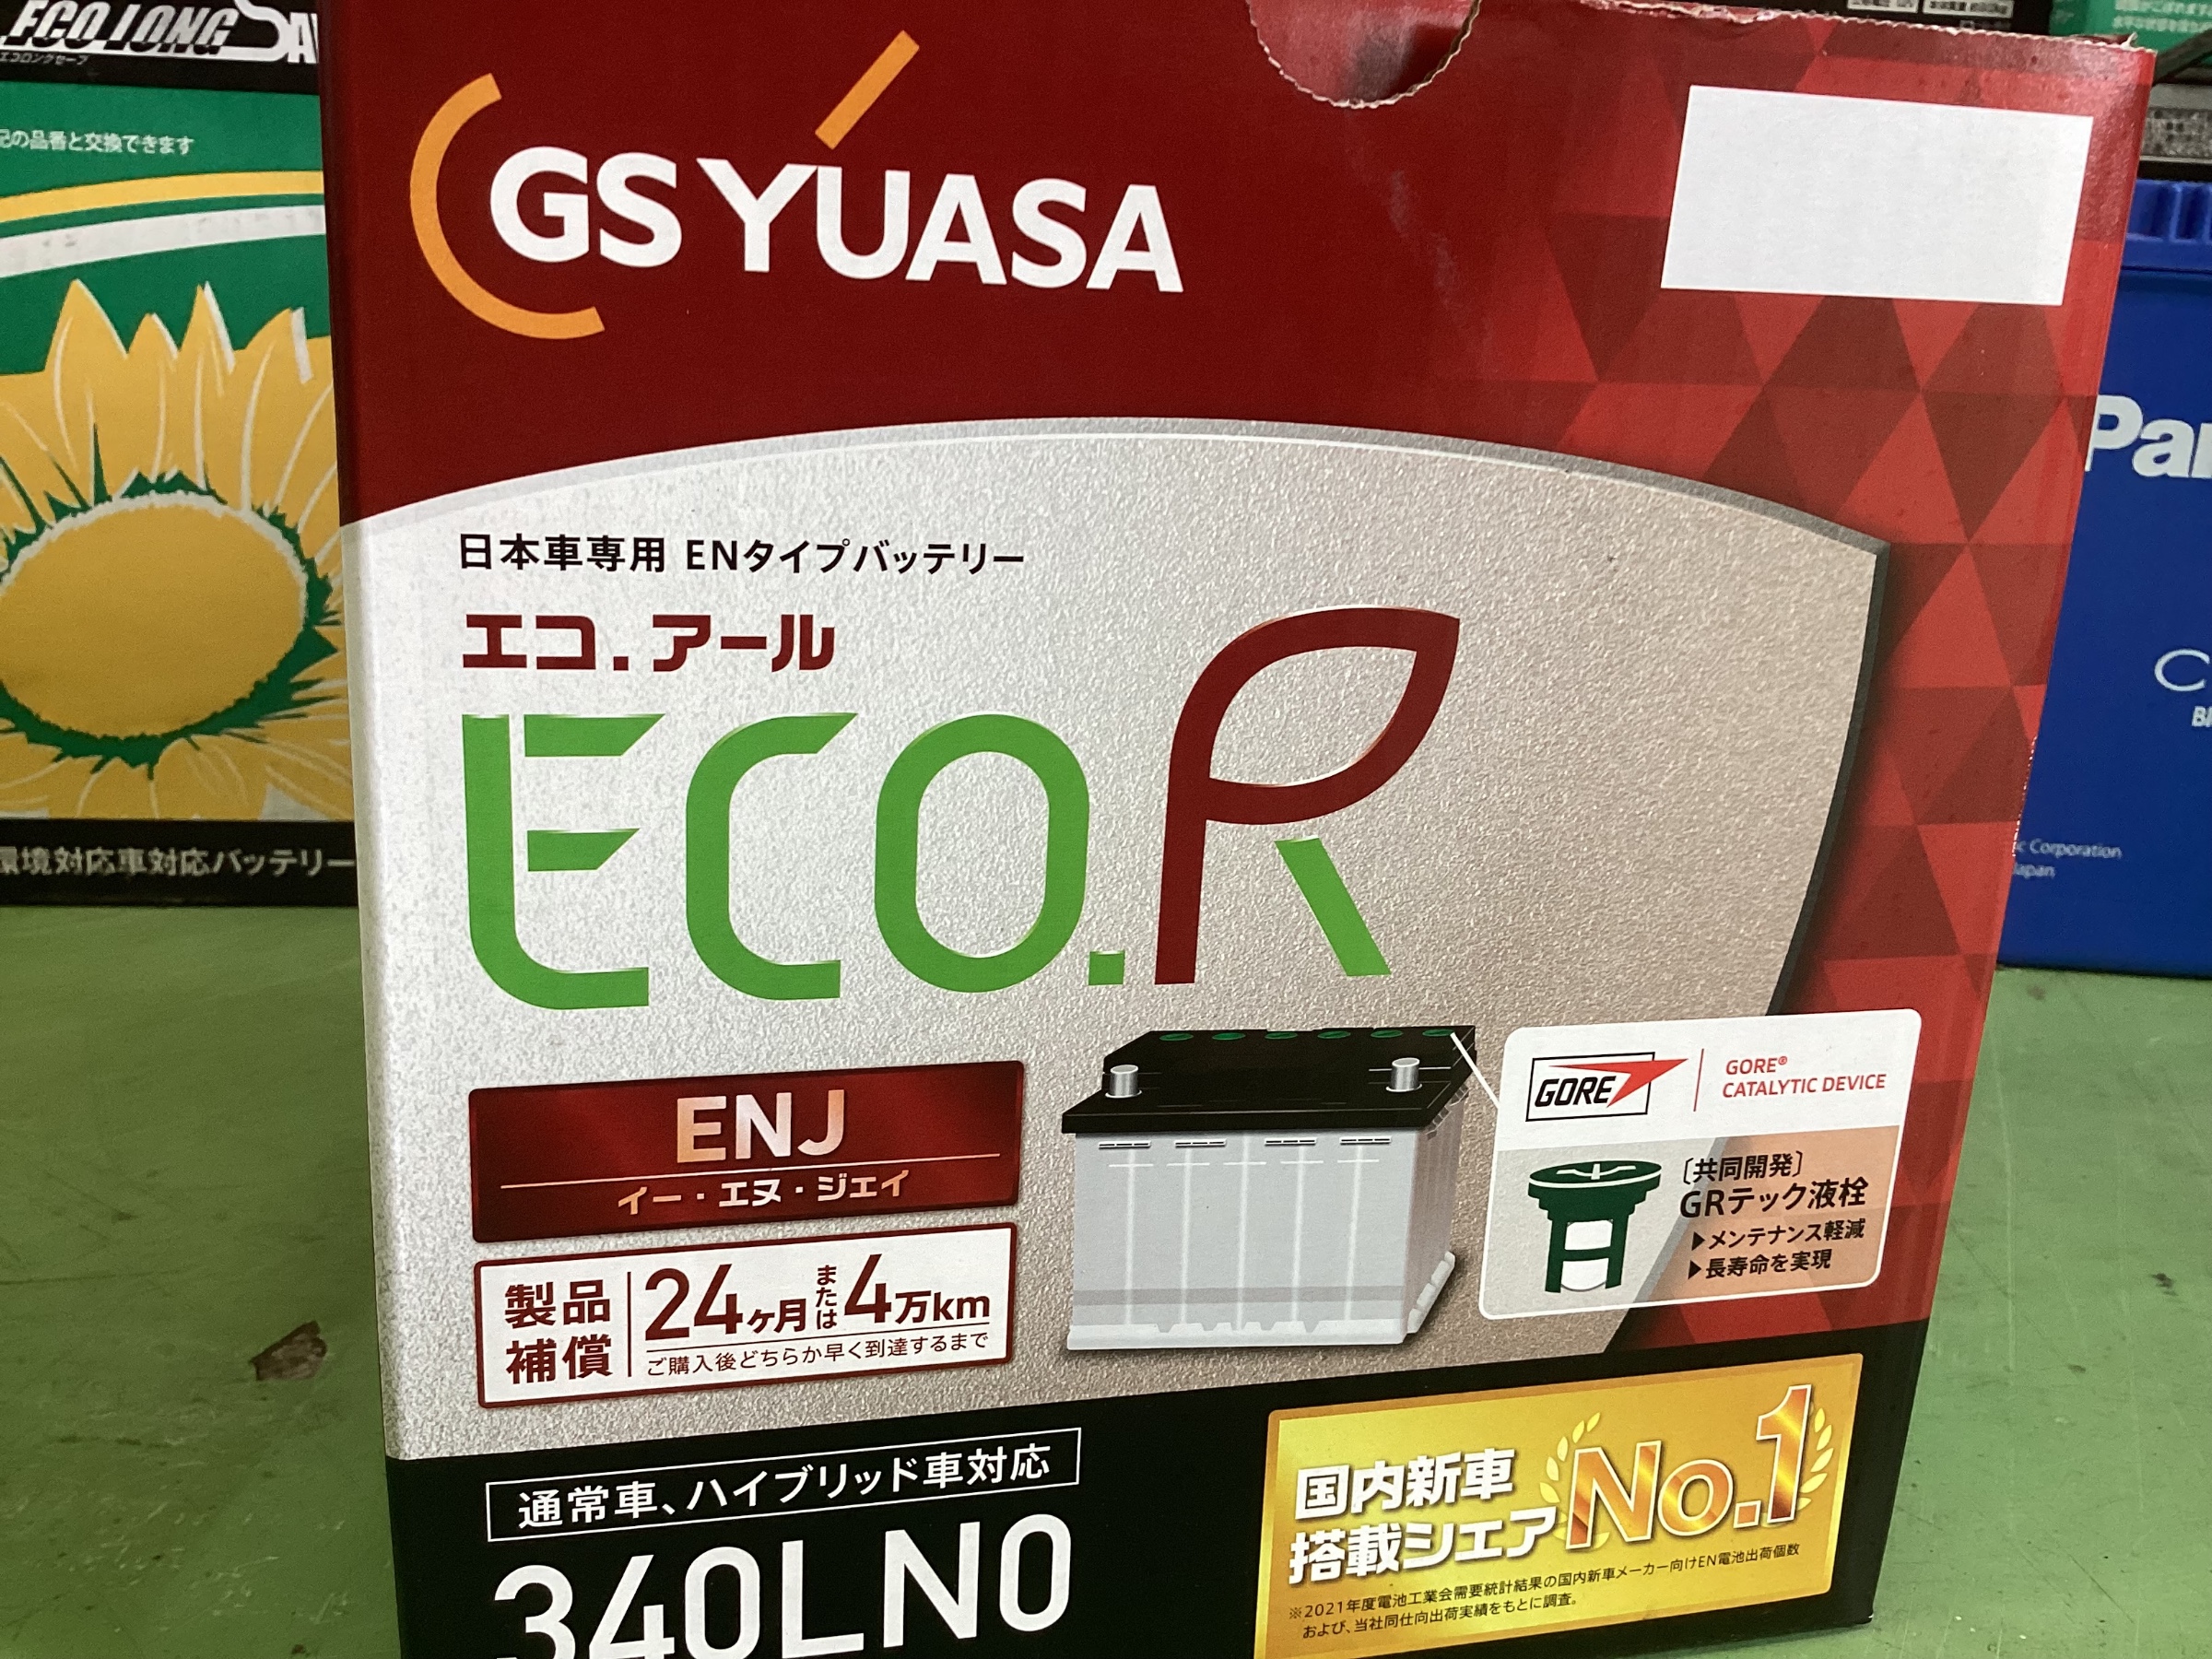 ECO LONG
エコロングセーブ
記の品番と交換できます
環境対応車対応バッテリー
GS YUASA
日本車専用 ENタイプバッテリー
エコ.アール
ECO.R
ENJ
イー・エヌ・ジェイ
製品補償
24ヶ月または4万km
ご購入後どちらか早く到達するまで
GORE
GORE®
CATALYTIC DEVICE
〔共同開発〕
GRテック液栓
▶メンテナンス軽減
▶長寿命を実現
通常車、ハイブリッド車対応
340LN0
国内新車
搭載シェア No.1
※2021年度電池工業会需要統計結果の国内新車メーカー向けEN電池出荷個数
および、当社同仕向出荷実績をもとに調査。
Pan
Corporation
Japan